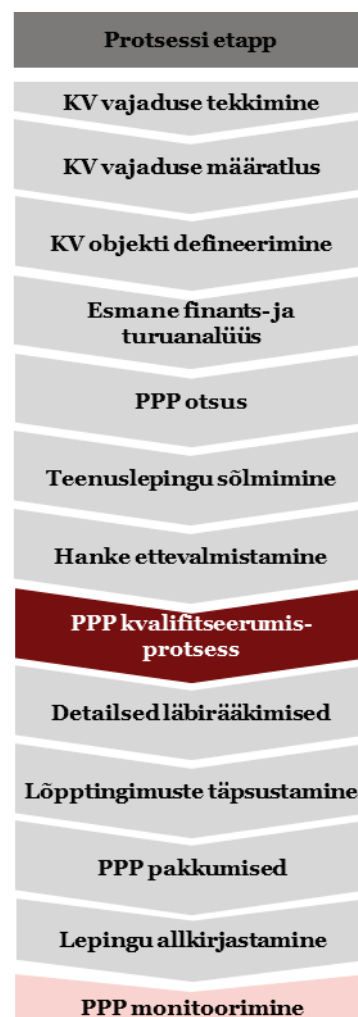 Protsessi etapp
KV vajaduse tekkimine
KV vajaduse määratlus
KV objekti defineerimine
Esmane finants- ja
turuanalüüs
PPP otsus
Teenuslepingu sõlmimine
Hanke ettevalmistamine
PPP kvalifitseerumis-
protsess
Detailsed läbirääkimised
Lõpptingimuste täpsustamine
PPP pakkumised
Lepingu allkirjastamine
PPP monitoorimine